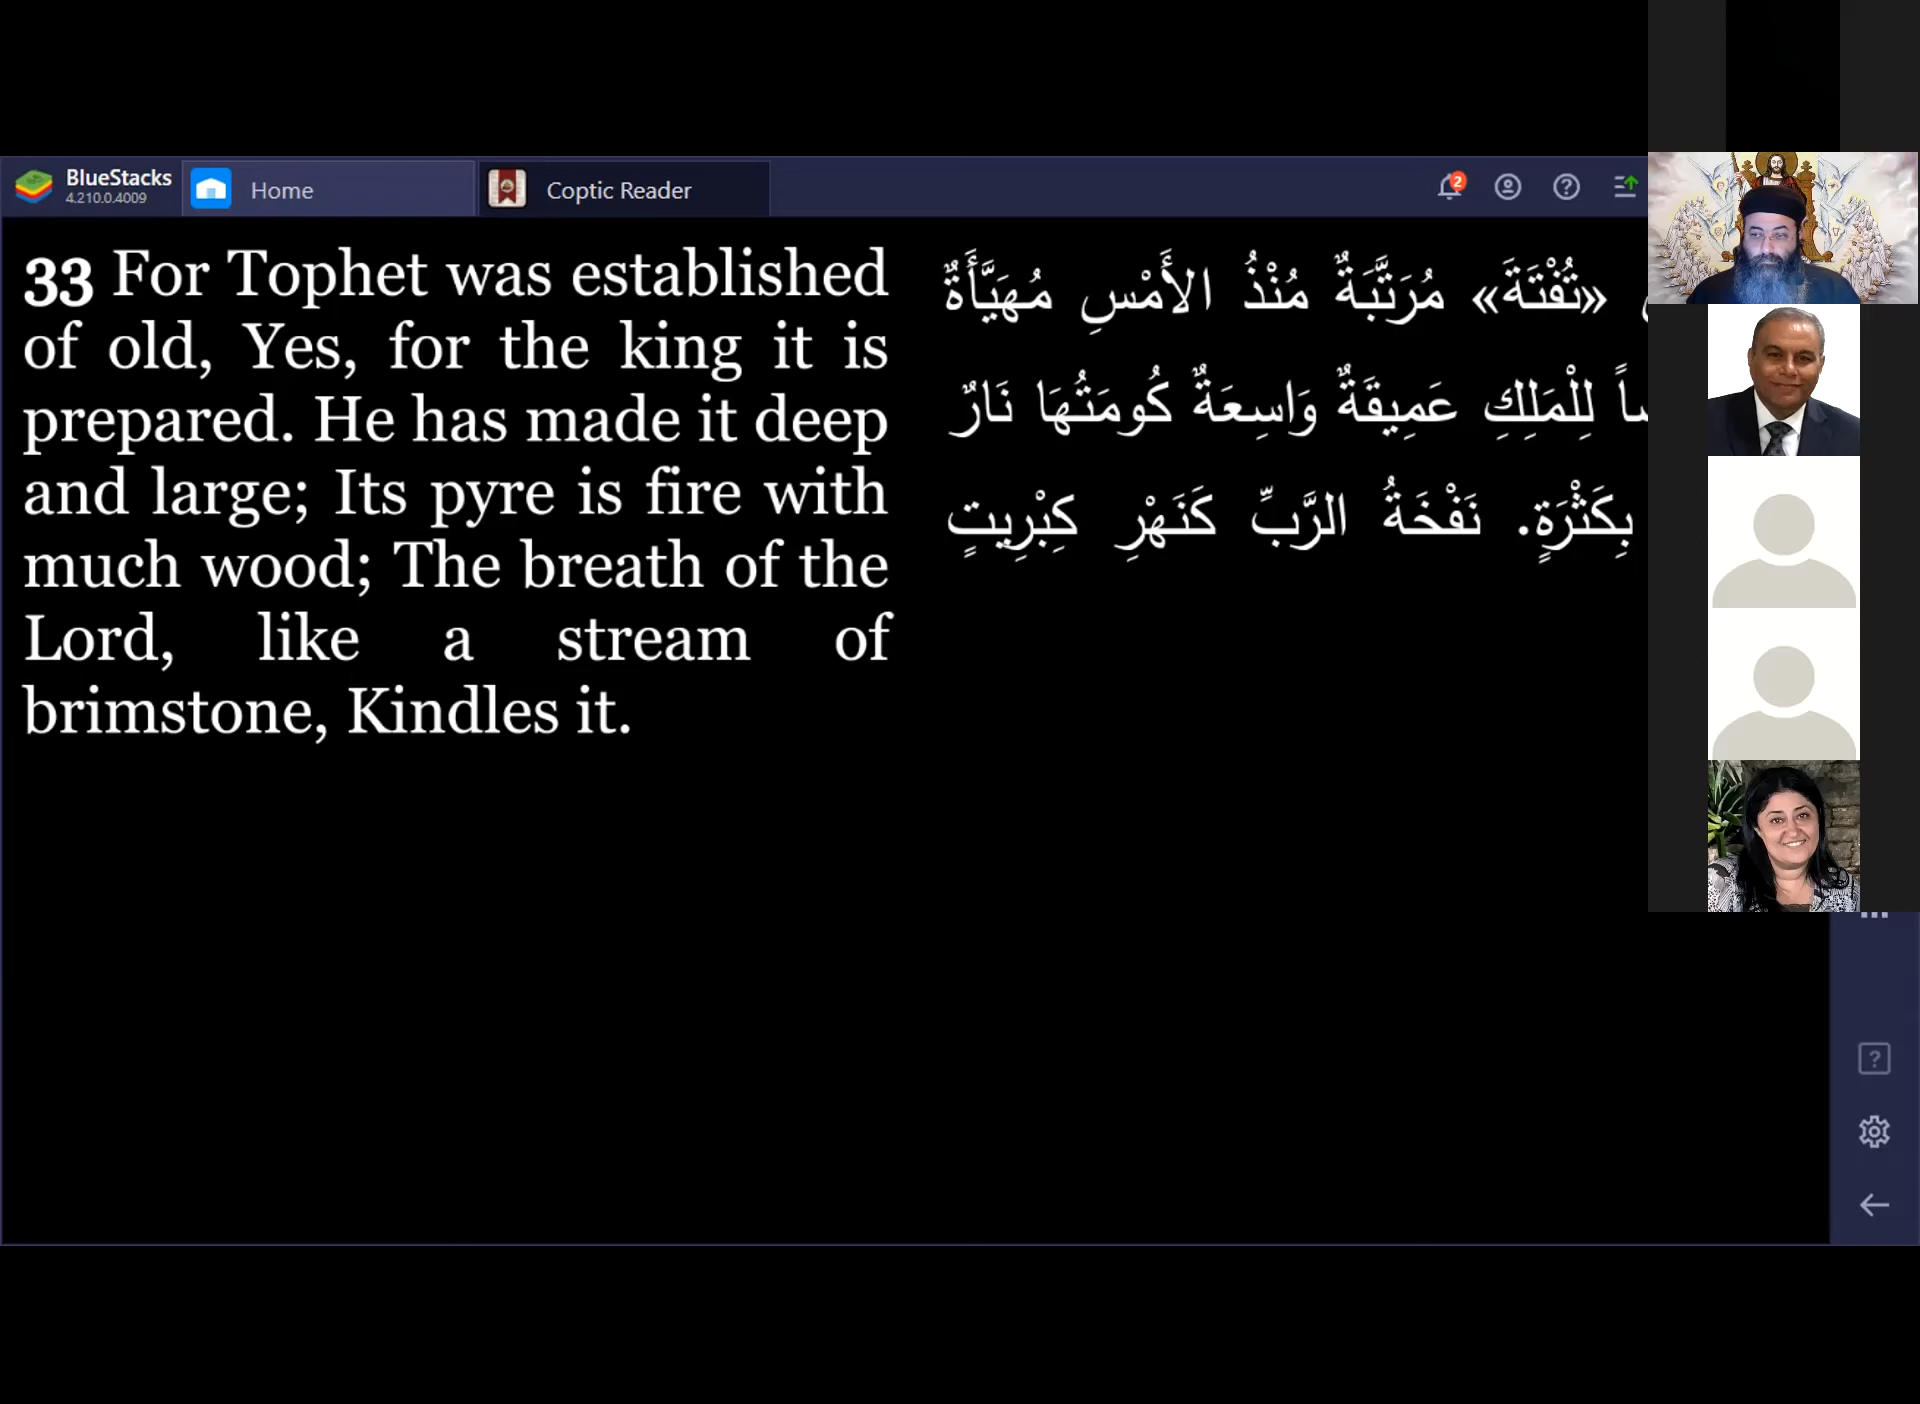 BlueStacks
4.210.0.4009
Home
Coptic Reader
2
33 For Tophet was established
of old, Yes, for the king it is
prepared. He has made it deep
and large; Its pyre is fire with
much wood; The breath of the
Lord, like a stream of
brimstone, Kindles it.
«تُفْتَةَ» مُرَتَّبَةٌ مُنْذُ الأَمْسِ مُهَيَّأَةٌ
لِلْمَلِكِ عَمِيقَةٌ وَاسِعَةٌ كُومَتُهَا نَارٌ
بِكَثْرَةٍ. نَفْخَةُ الرَّبِّ كَنَهْرِ كِبْرِيتٍ